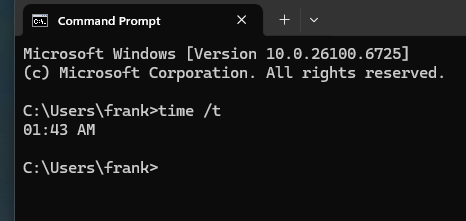 Command Prompt
Microsoft Windows [Version 10.0.26100.6725]
(c) Microsoft Corporation. All rights reserved.
C:\Users\frank>time /t
01:43 AM
C:\Users\frank>